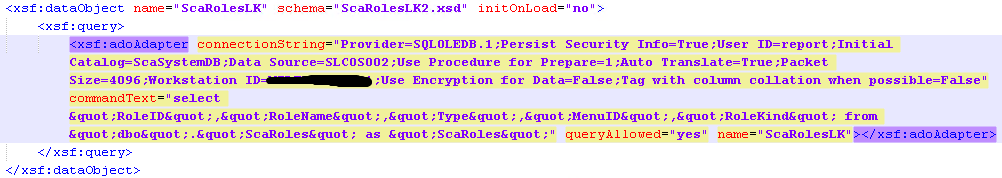 <xsf:dataObject name="ScaRolesLK" schema="ScaRolesLK2.xsd" initOnLoad="no">
<xsf:query>
<xsf:adoAdapter connectionString="Provider=SQLOLEDB.1;Persist Security Info=True;User ID=report;Initial
Catalog=ScaSystemDB;Data Source=SLCOS002;Use Procedure for Prepare=1;Auto Translate=True;Packet
Size=4096;Workstation ID=;Use Encryption for Data=False;Tag with column collation when possible=False"
commandText="select
&quot;RoleID&quot;,&quot;RoleName&quot;,&quot;Type&quot;,&quot;MenuID&quot;,&quot;RoleKind&quot; from
&quot;dbo&quot;.&quot;ScaRoles&quot; as &quot;ScaRoles&quot;" queryAllowed="yes" name="ScaRolesLK"></xsf:adoAdapter>
</xsf:query>
</xsf:dataObject>